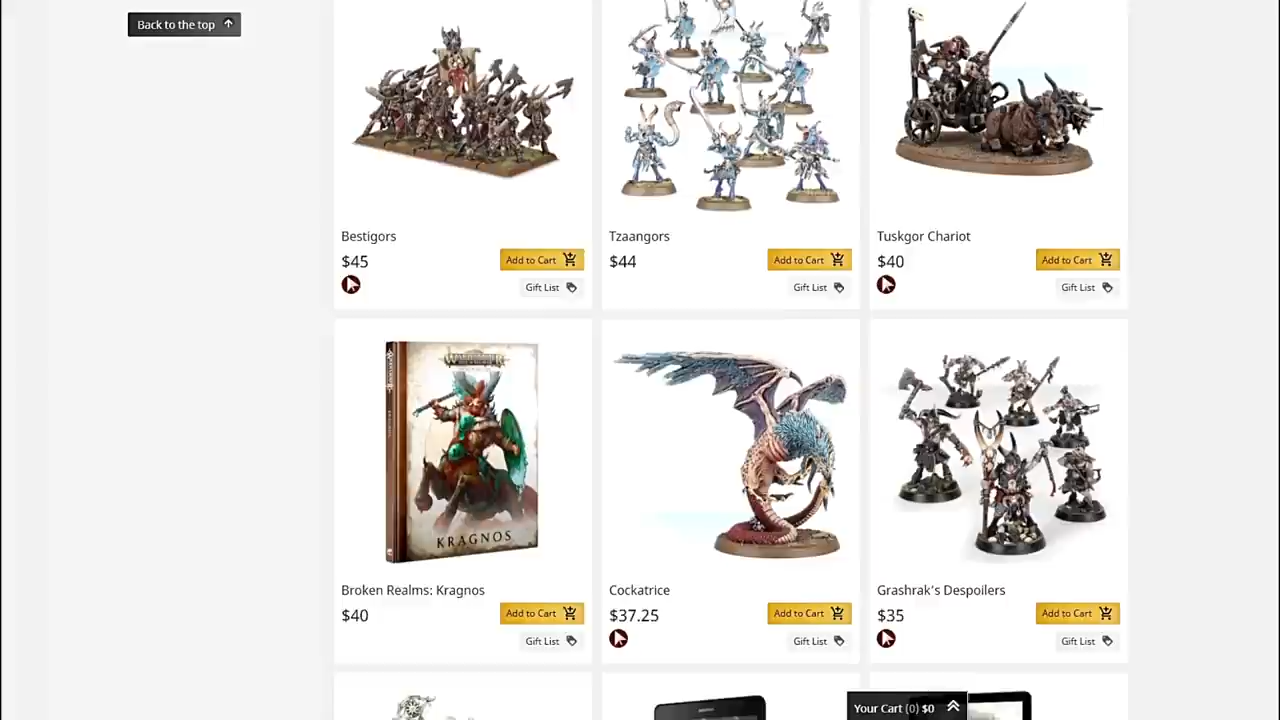 Back to the top
Bestigors
$45
Add to Cart
Gift List
Tzaangors
$44
Add to Cart
Gift List
Tuskgor Chariot
$40
Add to Cart
Gift List
WARHAMMER
KRAGNOS
Broken Realms: Kragnos
$40
Add to Cart
Gift List
Cockatrice
$37.25
Add to Cart
Gift List
Grashrak's Despoilers
$35
Add to Cart
Gift List
Your Cart (0) $0